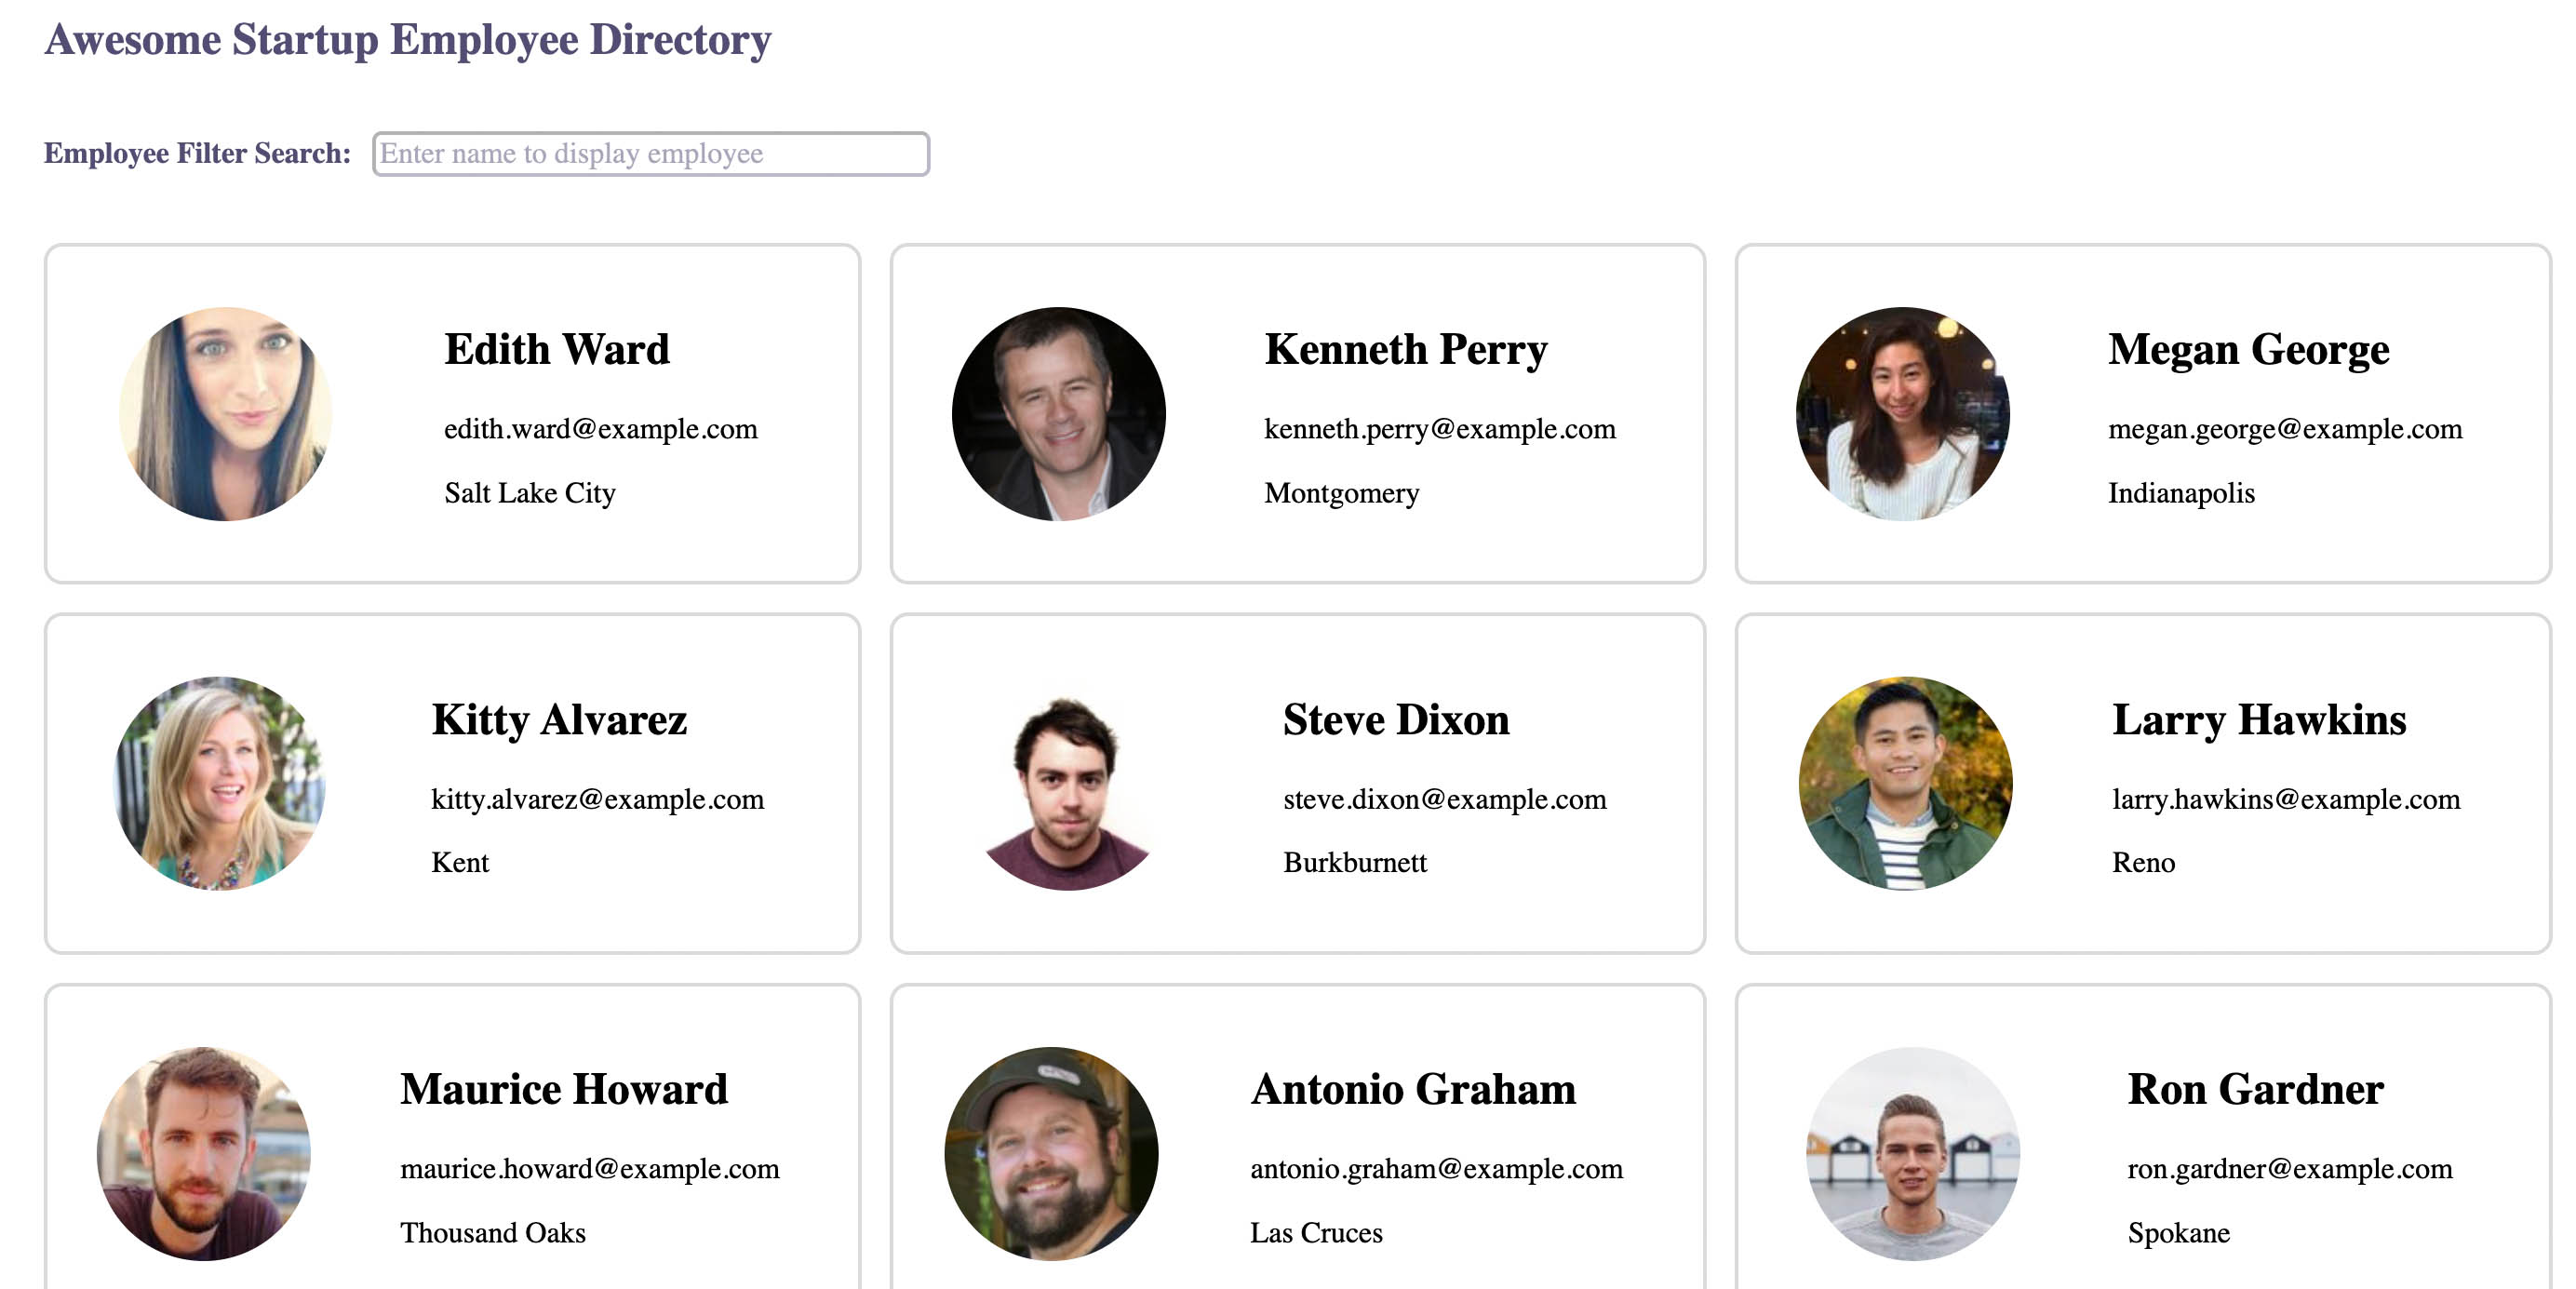 Awesome Startup Employee Directory
Employee Filter Search: Enter name to display employee
Edith Ward
edith.ward@example.com
Salt Lake City
Kenneth Perry
kenneth.perry@example.com
Montgomery
Megan George
megan.george@example.com
Indianapolis
Kitty Alvarez
kitty.alvarez@example.com
Kent
Steve Dixon
steve.dixon@example.com
Burkburnett
Larry Hawkins
larry.hawkins@example.com
Reno
Maurice Howard
maurice.howard@example.com
Thousand Oaks
Antonio Graham
antonio.graham@example.com
Las Cruces
Ron Gardner
ron.gardner@example.com
Spokane